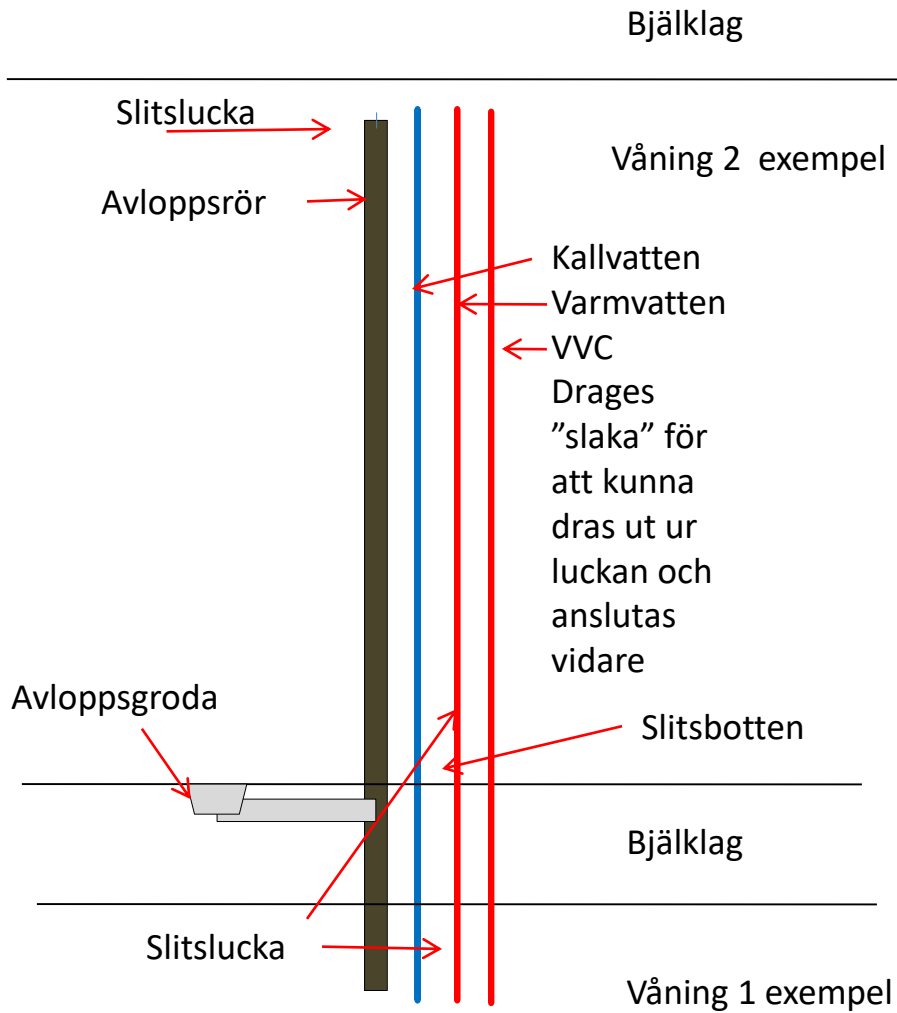 Bjälklag
Slitslucka
Våning 2  exempel
Avloppsrör
Kallvatten
Varmvatten
VVC
Drages
”slaka” för
att kunna
dras ut ur
luckan och
anslutas
vidare
Avloppsgroda
Slitsbotten
Bjälklag
Slitslucka
Våning 1 exempel